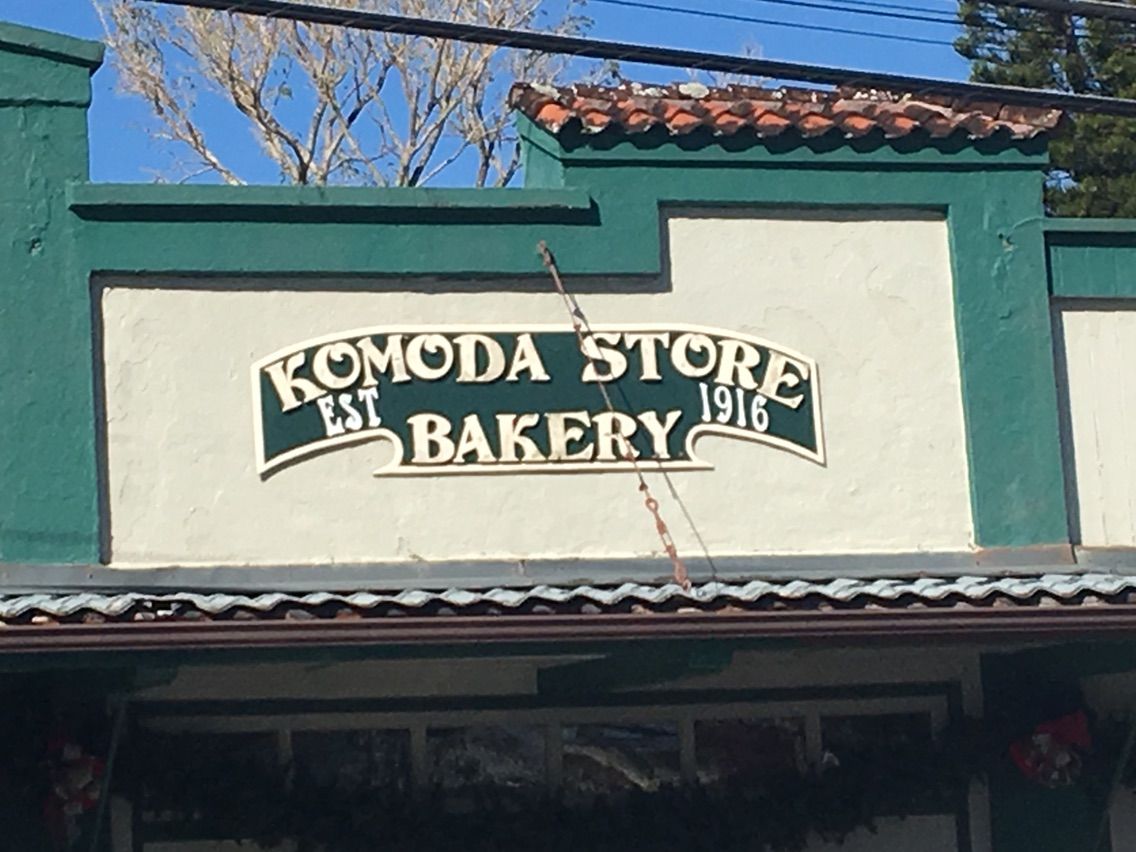 KOMODA STORE
EST 1916
BAKERY